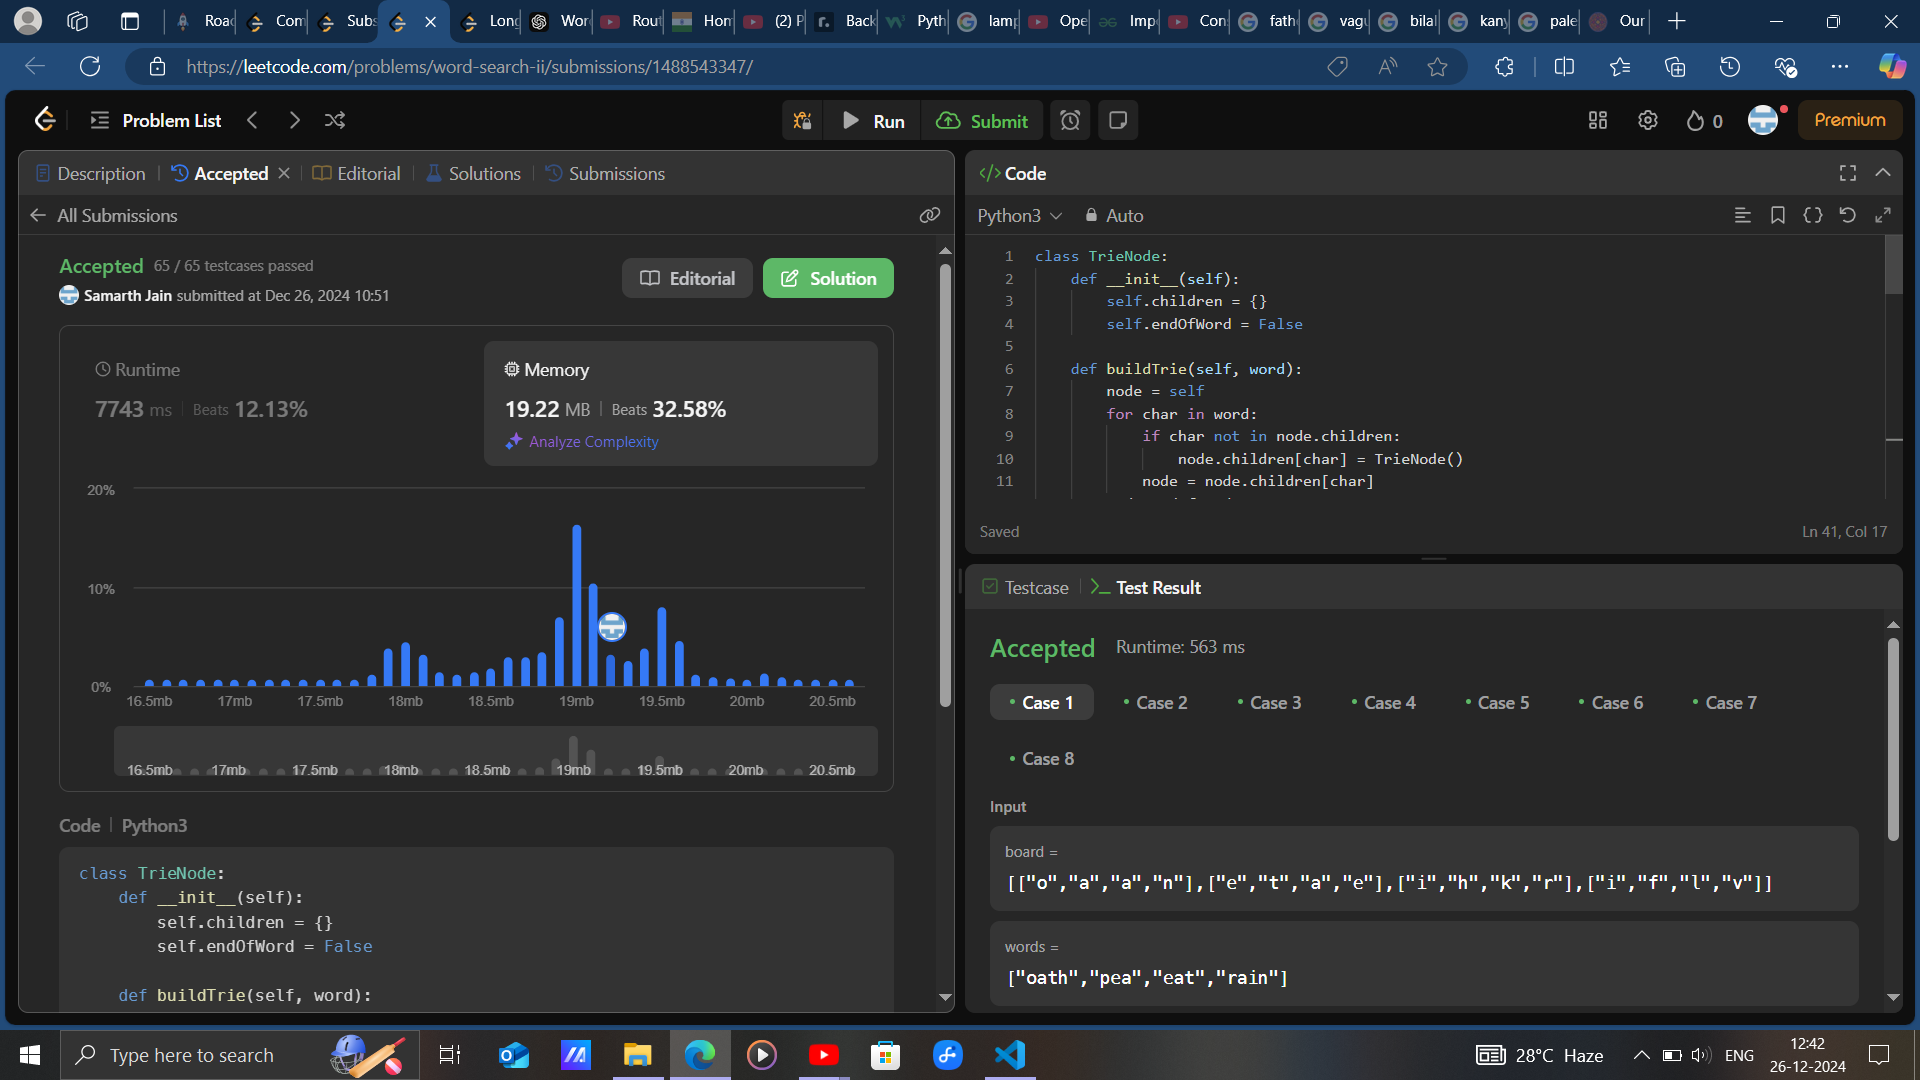 Road
Com
Subs
Long
Wor
Rout
Hon
(2) P
Back
Pyth
lamp
Ope
Imp
Con
fath
vagu
bilal
kany
pale
Our
https://leetcode.com/problems/word-search-ii/submissions/1488543347/
Problem List
Run
Submit
0
Premium
Description
Accepted
Editorial
Solutions
Submissions
All Submissions
Accepted 65 / 65 testcases passed
Samarth Jain submitted at Dec 26, 2024 10:51
Editorial
Solution
Runtime
7743 ms | Beats 12.13%
Memory
19.22 MB | Beats 32.58%
Analyze Complexity
20%
10%
0%
16.5mb 17mb 17.5mb 18mb 18.5mb 19mb 19.5mb 20mb 20.5mb
16.5mb 17mb 17.5mb 18mb 18.5mb 19mb 19.5mb 20mb 20.5mb
Code | Python3
class TrieNode:
    def __init__(self):
        self.children = {}
        self.endOfWord = False
    def buildTrie(self, word):
</> Code
Python3
Auto
1 class TrieNode:
2     def __init__(self):
3         self.children = {}
4         self.endOfWord = False
5
6     def buildTrie(self, word):
7         node = self
8         for char in word:
9             if char not in node.children:
10                 node.children[char] = TrieNode()
11             node = node.children[char]
Saved
Ln 41, Col 17
Testcase
Test Result
Accepted Runtime: 563 ms
Case 1
Case 2
Case 3
Case 4
Case 5
Case 6
Case 7
Case 8
Input
board =
[["o","a","a","n"],["e","t","a","e"],["i","h","k","r"],["i","f","l","v"]]
words =
["oath","pea","eat","rain"]
Type here to search
28°C Haze
ENG
12:42
26-12-2024